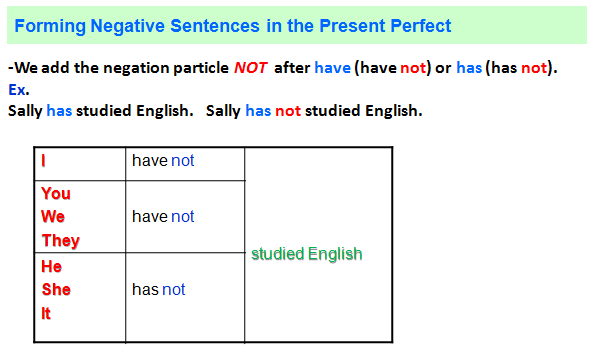 Forming Negative Sentences in the Present Perfect
-We add the negation particle NOT after have (have not) or has (has not).
Ex.
Sally has studied English. Sally has not studied English.
I have not
You
We have not
They
studied English
He
She has not
It